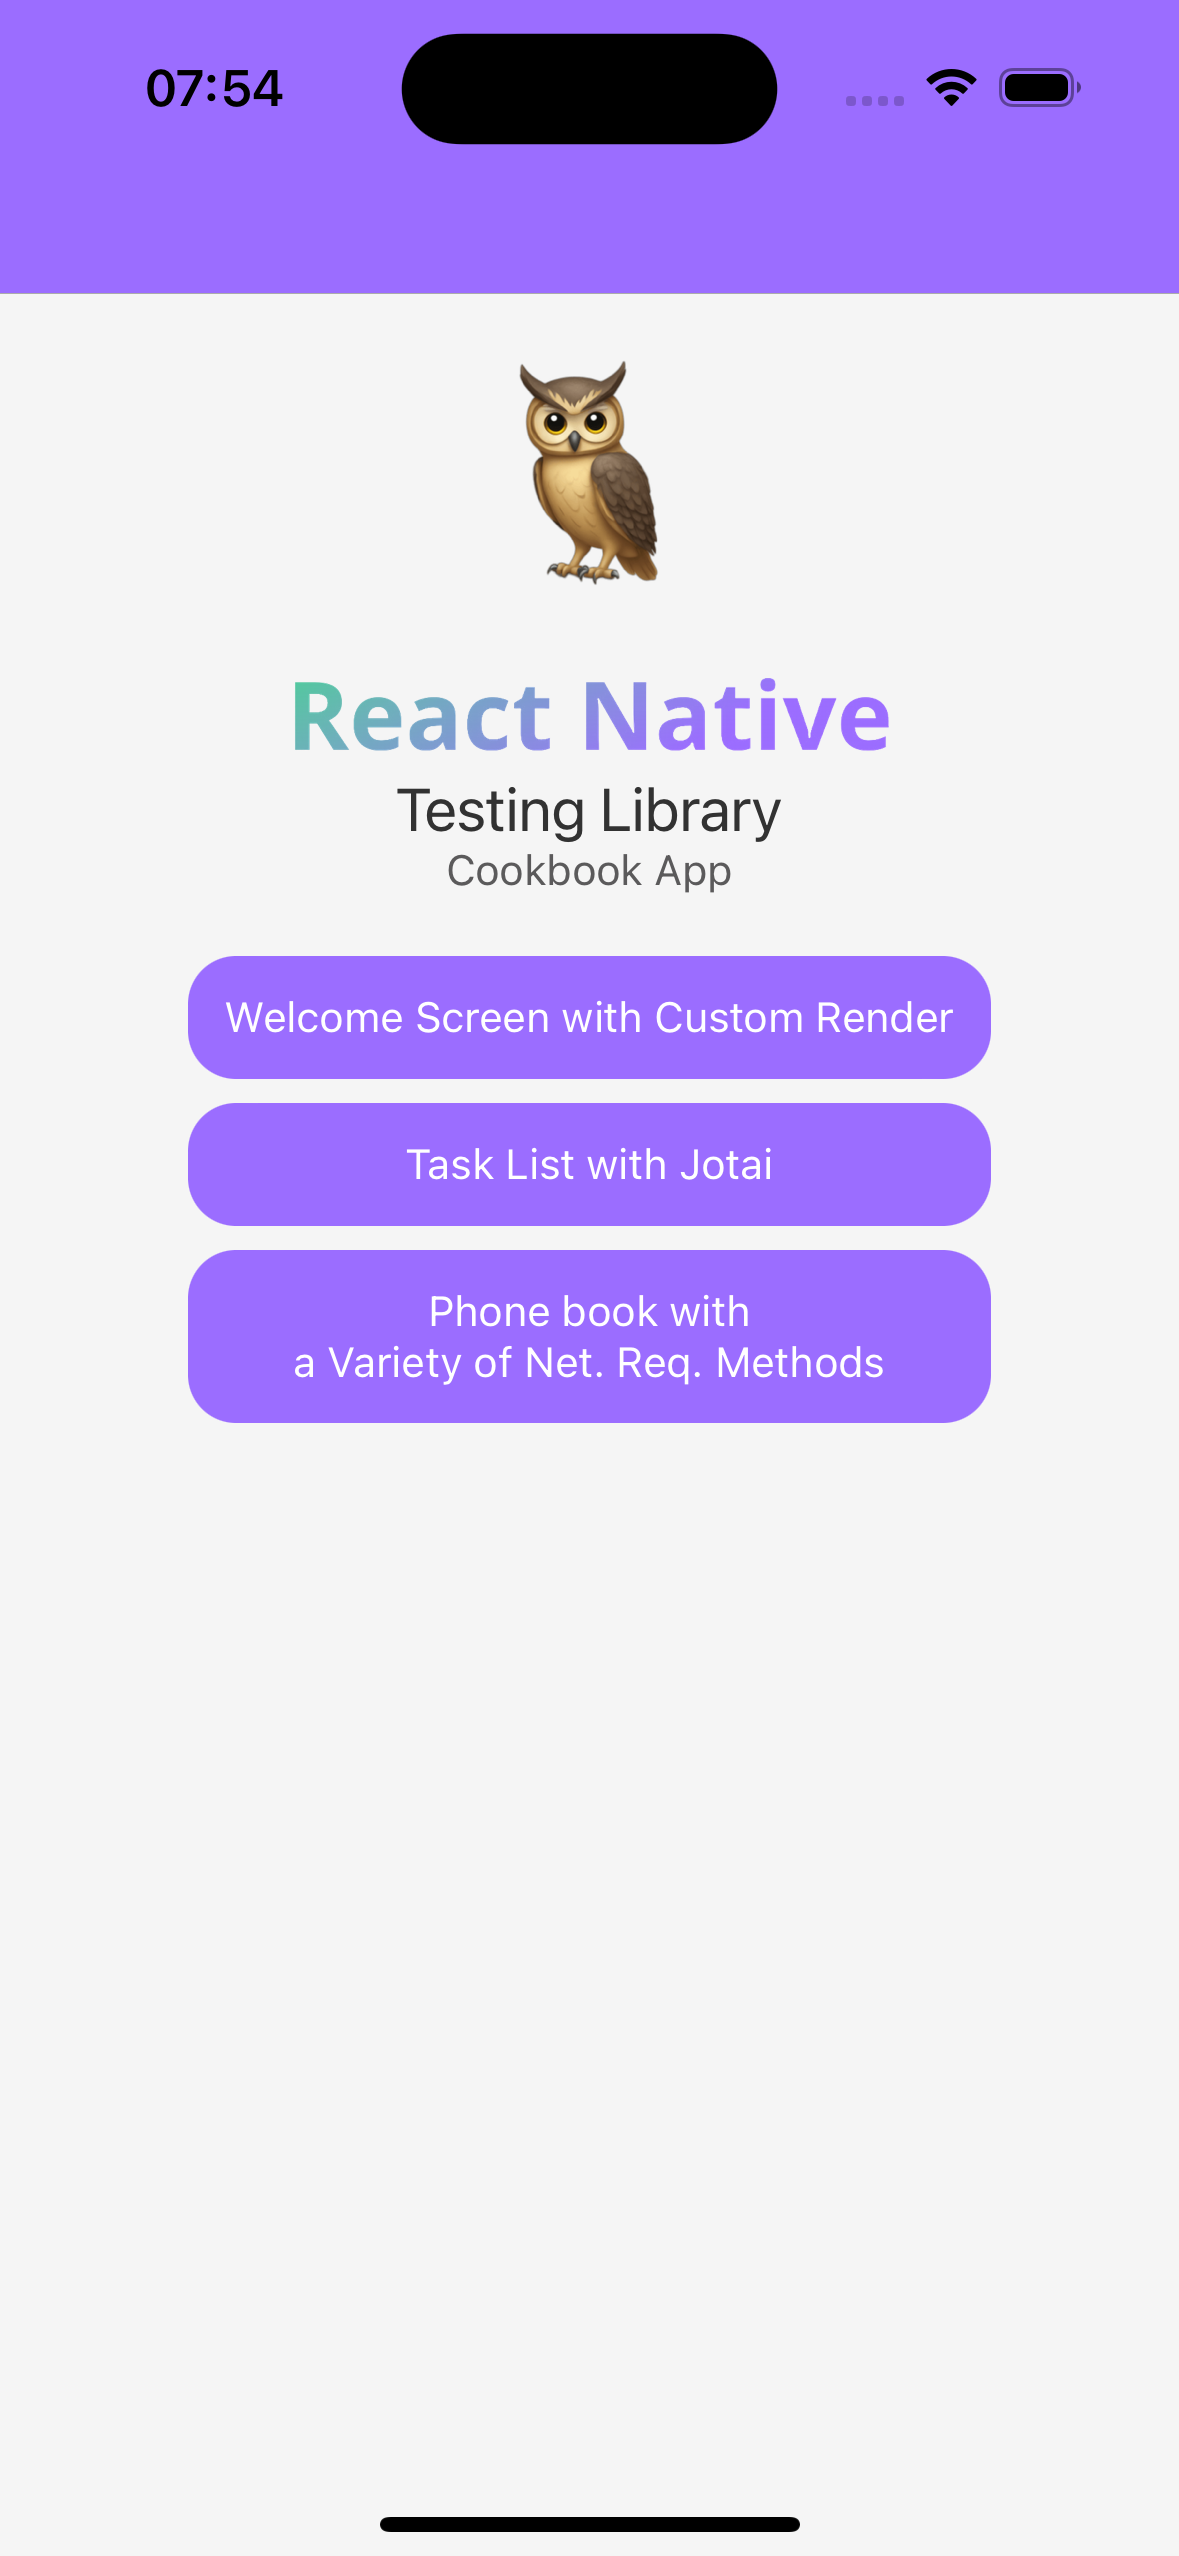 07:54
React Native
Testing Library
Cookbook App
Welcome Screen with Custom Render
Task List with Jotai
Phone book with
a Variety of Net. Req. Methods